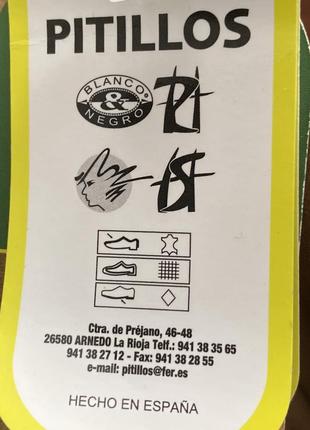 PITILLOS
BLANCO
&
NEGRO
Ctra. de Préjano, 46-48
26580 ARNEDO La Rioja Telf.: 941 38 35 65
941 38 27 12 - Fax: 941 38 28 55
e-mail: pitillos@fer.es
HECHO EN ESPAÑA